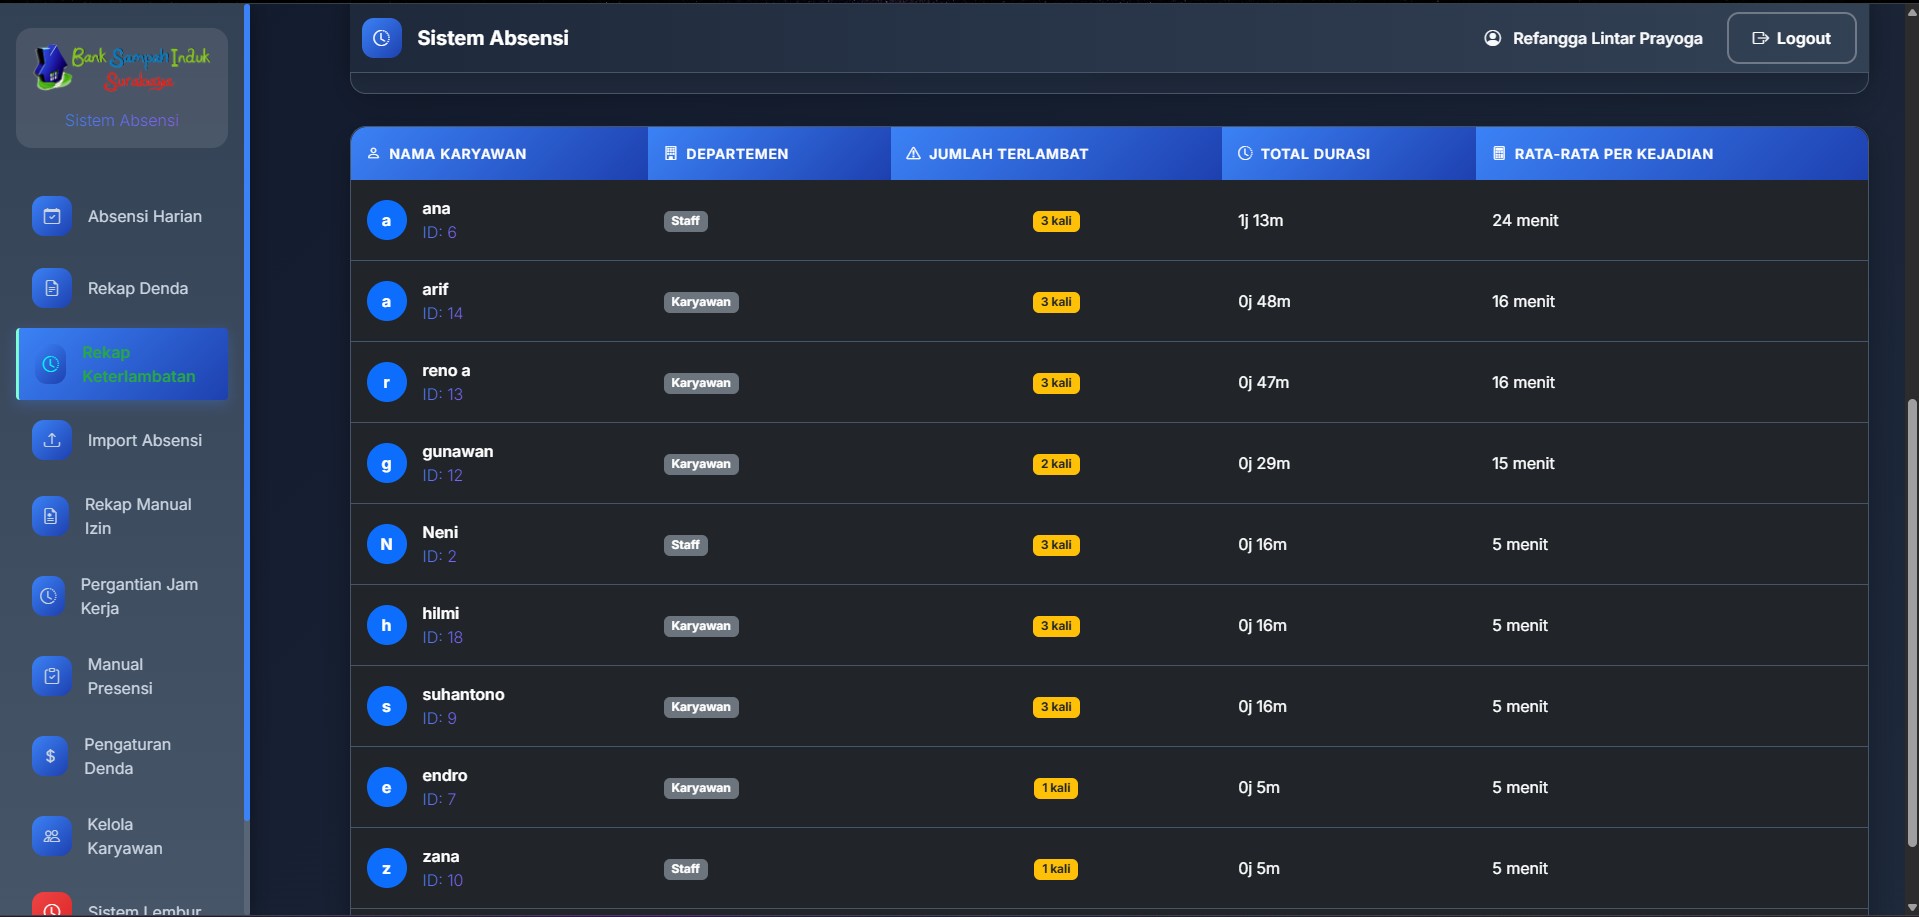 Bank Sampah Induk
Surabaya
Sistem Absensi
Absensi Harian
Rekap Denda
Rekap
Keterlambatan
Import Absensi
Rekap Manual
Izin
Pergantian Jam
Kerja
Manual
Presensi
Pengaturan
Denda
Kelola
Karyawan
Sistem Lembur
Sistem Absensi
Refangga Lintar Prayoga
Logout
NAMA KARYAWAN DEPARTEMEN JUMLAH TERLAMBAT TOTAL DURASI RATA-RATA PER KEJADIAN
a ana Staff 3 kali 1j 13m 24 menit
ID: 6
a arif Karyawan 3 kali 0j 48m 16 menit
ID: 14
r reno a Karyawan 3 kali 0j 47m 16 menit
ID: 13
g gunawan Karyawan 2 kali 0j 29m 15 menit
ID: 12
N Neni Staff 3 kali 0j 16m 5 menit
ID: 2
h hilmi Karyawan 3 kali 0j 16m 5 menit
ID: 18
s suhantono Karyawan 3 kali 0j 16m 5 menit
ID: 9
e endro Karyawan 1 kali 0j 5m 5 menit
ID: 7
z zana Staff 1 kali 0j 5m 5 menit
ID: 10